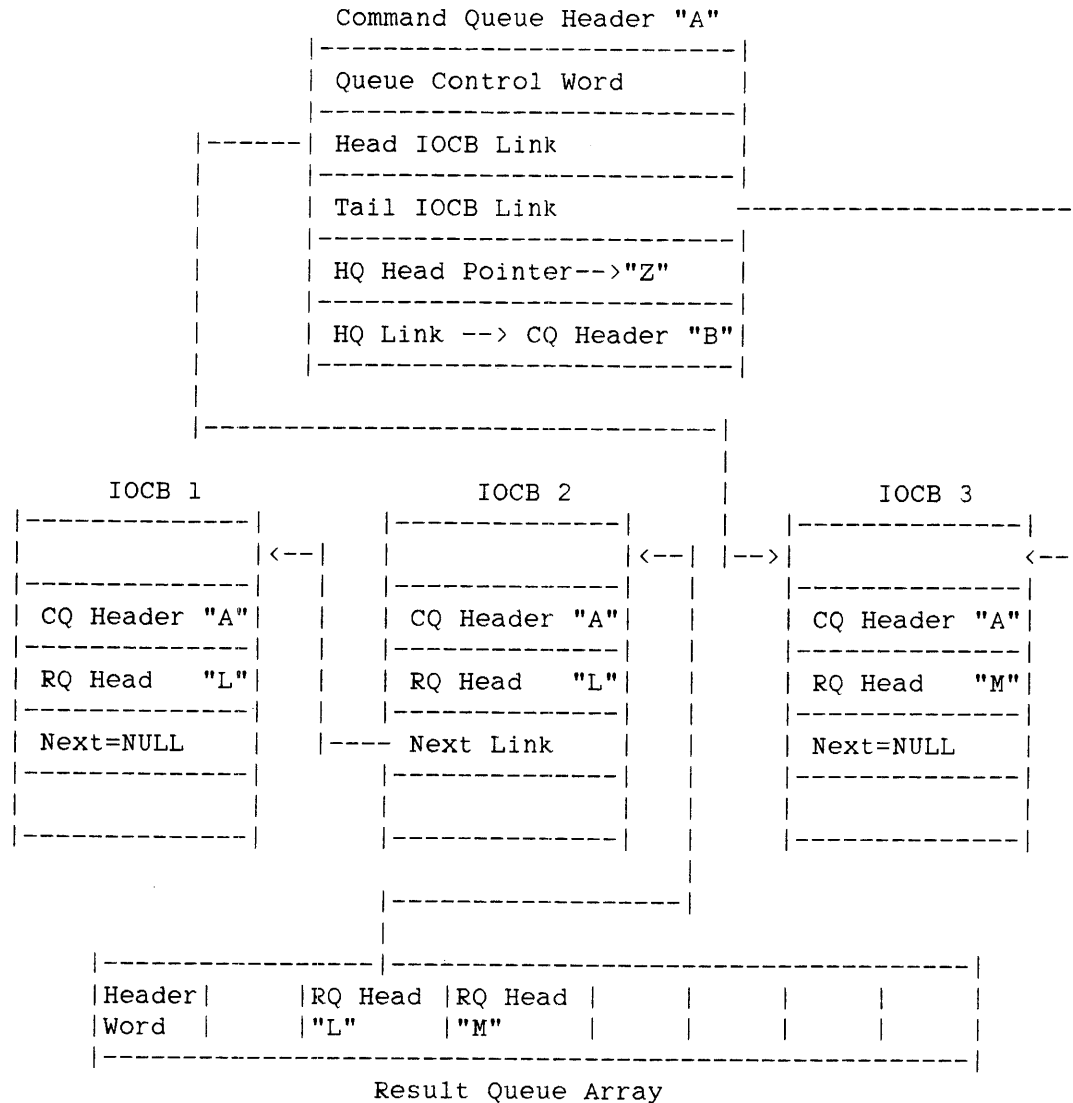 Command Queue Header "A"
Queue Control Word
Head IOCB Link
Tail IOCB Link
HQ Head Pointer-->"Z"
HQ Link --> CQ Header "B"
IOCB 1 IOCB 2 IOCB 3
CQ Header "A" CQ Header "A" CQ Header "A"
RQ Head "L" RQ Head "L" RQ Head "M"
Next=NULL Next Link Next=NULL
Header RQ Head RQ Head
Word "L" "M"
Result Queue Array